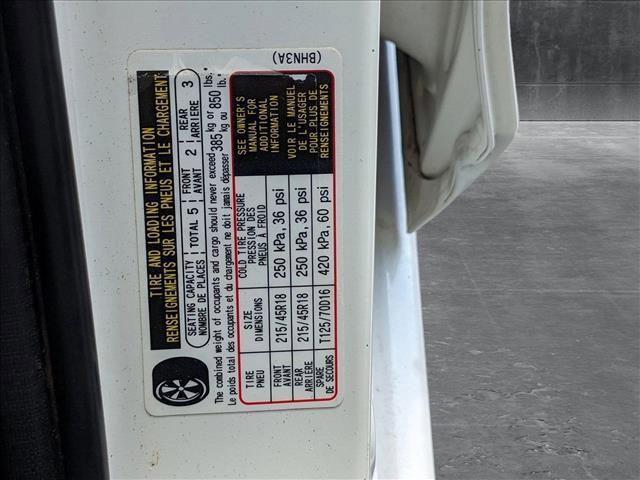 TIRE AND LOADING INFORMATION
RENSEIGNEMENTS SUR LES PNEUS ET LE CHARGEMENT
SEATING CAPACITY TOTAL 5 FRONT 2 REAR 3
NOMBRE DE PLACES AVANT ARRIÈRE
The combined weight of occupants and cargo should never exceed 385 kg or 850 lbs.
Le poids total des occupants et du chargement ne doit jamais dépasser kg ou lb.
TIRE SIZE COLD TIRE PRESSURE SEE OWNER'S
PNEU DIMENSIONS PRESSION DES MANUAL FOR
PNEUS À FROID ADDITIONAL
INFORMATION
FRONT 215/45R18 250 kPa, 36 psi
AVANT
VOIR LE MANUEL
REAR 215/45R18 250 kPa, 36 psi DE L'USAGER
ARRIÈRE POUR PLUS DE
SPARE T125/70D16 420 kPa, 60 psi RENSEIGNEMENTS
DE SECOURS
(BHN3A)